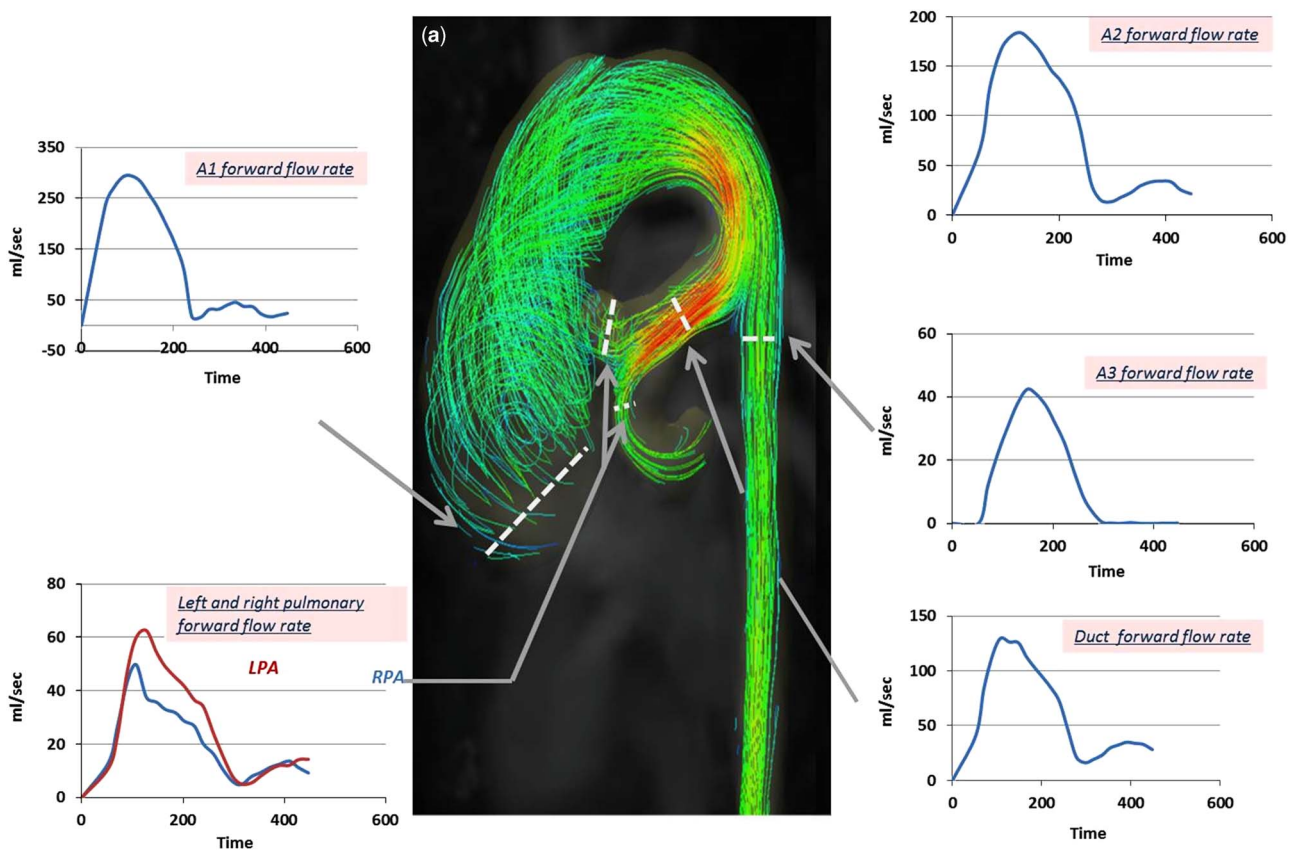 (a)
A1 forward flow rate
350
250
150
50
-50
ml/sec
0 200 400 600
Time
Left and right pulmonary
forward flow rate
LPA
RPA
80
60
40
20
0
ml/sec
0 200 400 600
Time
A2 forward flow rate
200
150
100
50
0
ml/sec
0 200 400 600
Time
A3 forward flow rate
60
40
20
0
ml/sec
0 200 400 600
Time
Duct forward flow rate
150
100
50
0
ml/sec
0 200 400 600
Time